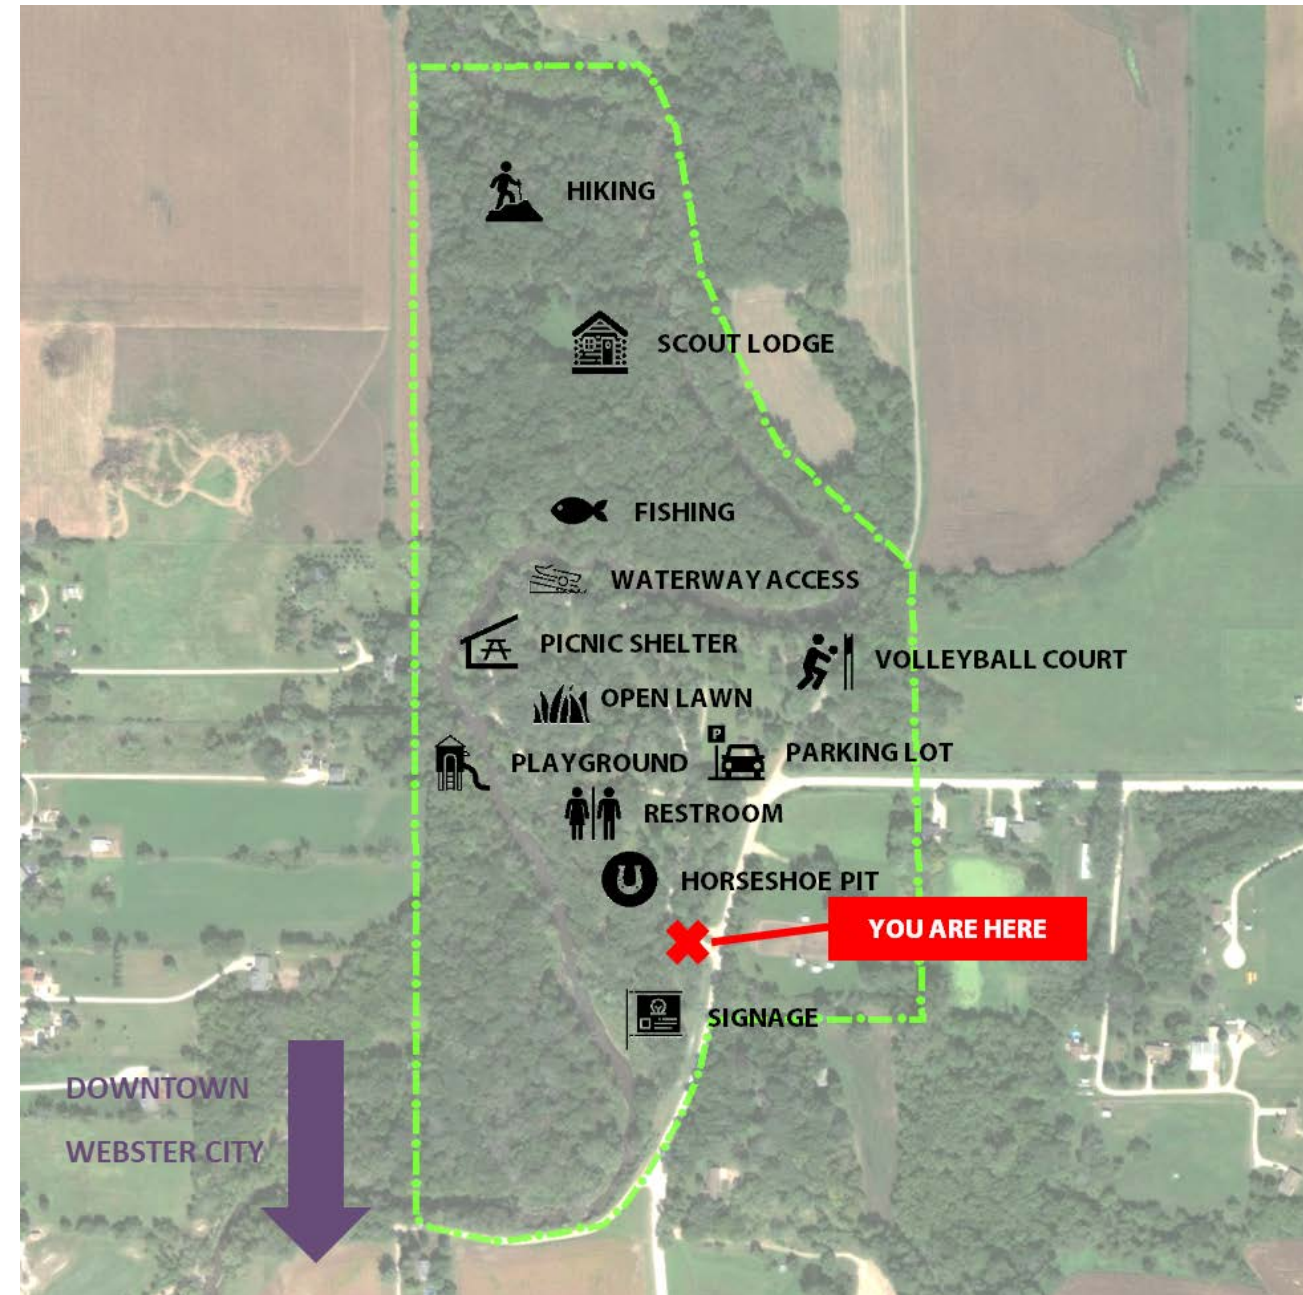 HIKING
SCOUT LODGE
FISHING
WATERWAY ACCESS
PICNIC SHELTER
VOLLEYBALL COURT
OPEN LAWN
P
PARKING LOT
PLAYGROUND
RESTROOM
HORSESHOE PIT
YOU ARE HERE
SIGNAGE
DOWNTOWN
WEBSTER CITY